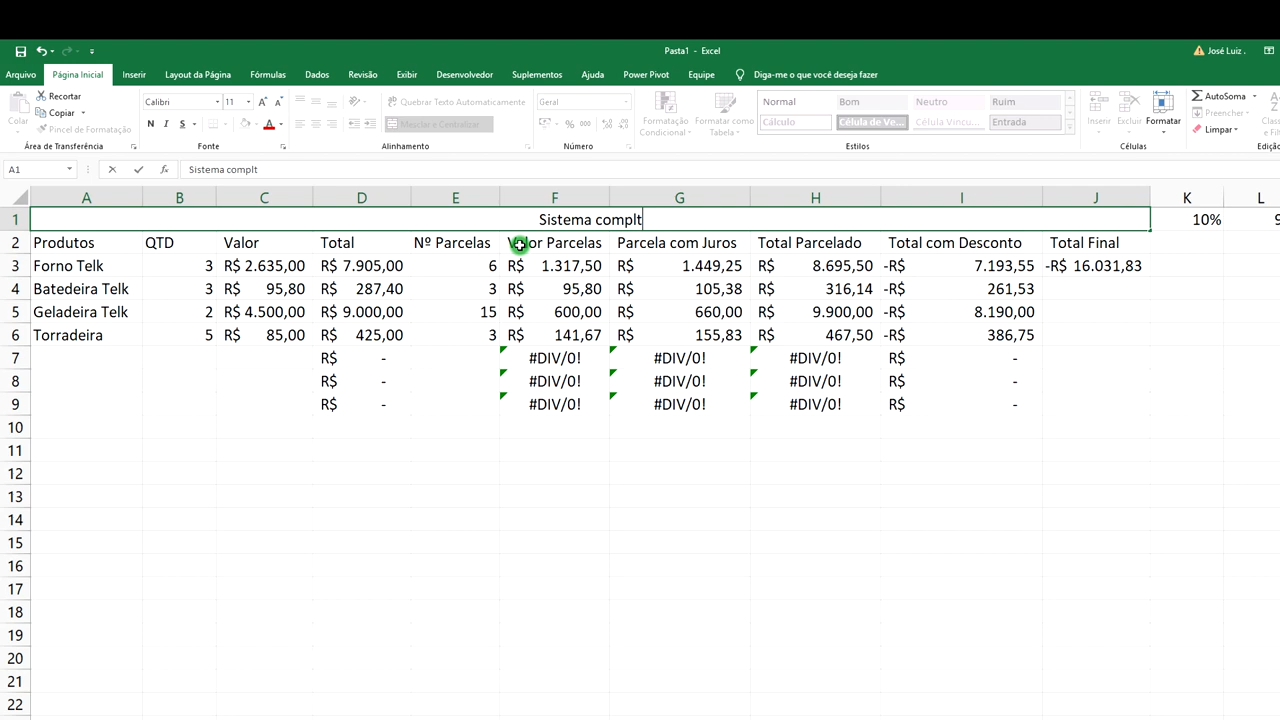 Pasta1 - Excel
José Luiz .
Arquivo Página Inicial Inserir Layout da Página Fórmulas Dados Revisão Exibir Desenvolvedor Suplementos Ajuda Power Pivot Equipe Diga-me o que você deseja fazer
Colar
Recortar
Copiar
Pincel de Formatação
Área de Transferência
Calibri 11
N I S
Fonte
Quebrar Texto Automaticamente
Mesclar e Centralizar
Alinhamento
Geral
% 000
Número
Formatação Condicional
Formatar como Tabela
Normal Bom Neutro Ruim
Cálculo Célula de Ve... Célula Vincu... Entrada
Estilos
Inserir Excluir Formatar
Células
AutoSoma
Preencher
Limpar
A1 fx Sistema complt
A B C D E F G H I J K L
1 Sistema complt 10% 9
2 Produtos QTD Valor Total Nº Parcelas Valor Parcelas Parcela com Juros Total Parcelado Total com Desconto Total Final
3 Forno Telk 3 R$ 2.635,00 R$ 7.905,00 6 R$ 1.317,50 R$ 1.449,25 R$ 8.695,50 -R$ 7.193,55 -R$ 16.031,83
4 Batedeira Telk 3 R$ 95,80 R$ 287,40 3 R$ 95,80 R$ 105,38 R$ 316,14 -R$ 261,53
5 Geladeira Telk 2 R$ 4.500,00 R$ 9.000,00 15 R$ 600,00 R$ 660,00 R$ 9.900,00 -R$ 8.190,00
6 Torradeira 5 R$ 85,00 R$ 425,00 3 R$ 141,67 R$ 155,83 R$ 467,50 -R$ 386,75
7 R$ - #DIV/0! #DIV/0! #DIV/0! R$ -
8 R$ - #DIV/0! #DIV/0! #DIV/0! R$ -
9 R$ - #DIV/0! #DIV/0! #DIV/0! R$ -
10
11
12
13
14
15
16
17
18
19
20
21
22